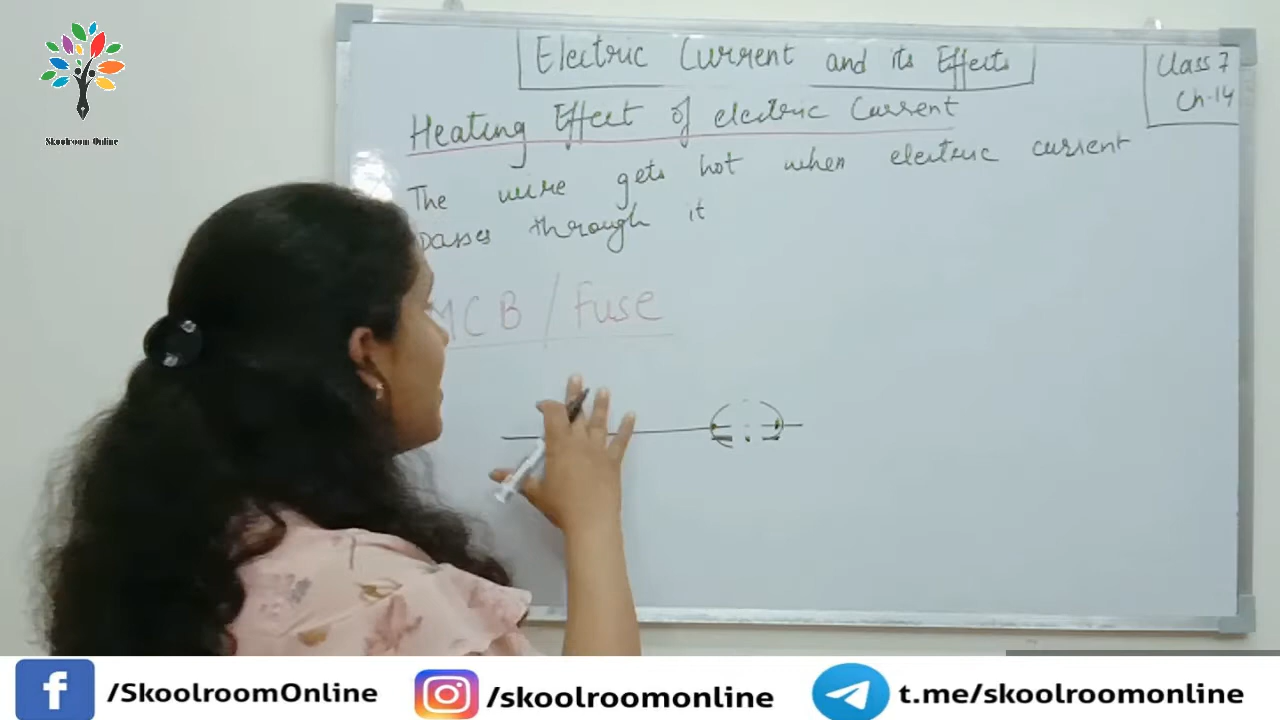 Skoolroom Online
Electric Current and its Effects
Class 7
Ch-14
Heating Effect of electric Current
The wire gets hot when electric current
passes through it
MCB / Fuse
/SkoolroomOnline
/skoolroomonline
t.me/skoolroomonline